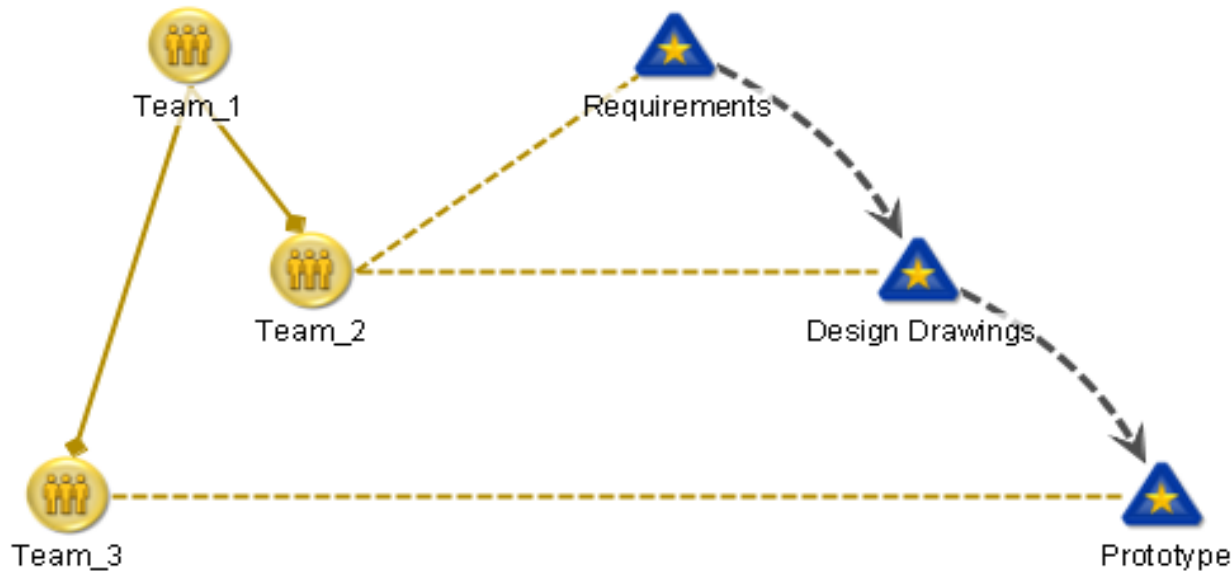 Team_1
Requirements
Team_2
Design Drawings
Team_3
Prototype